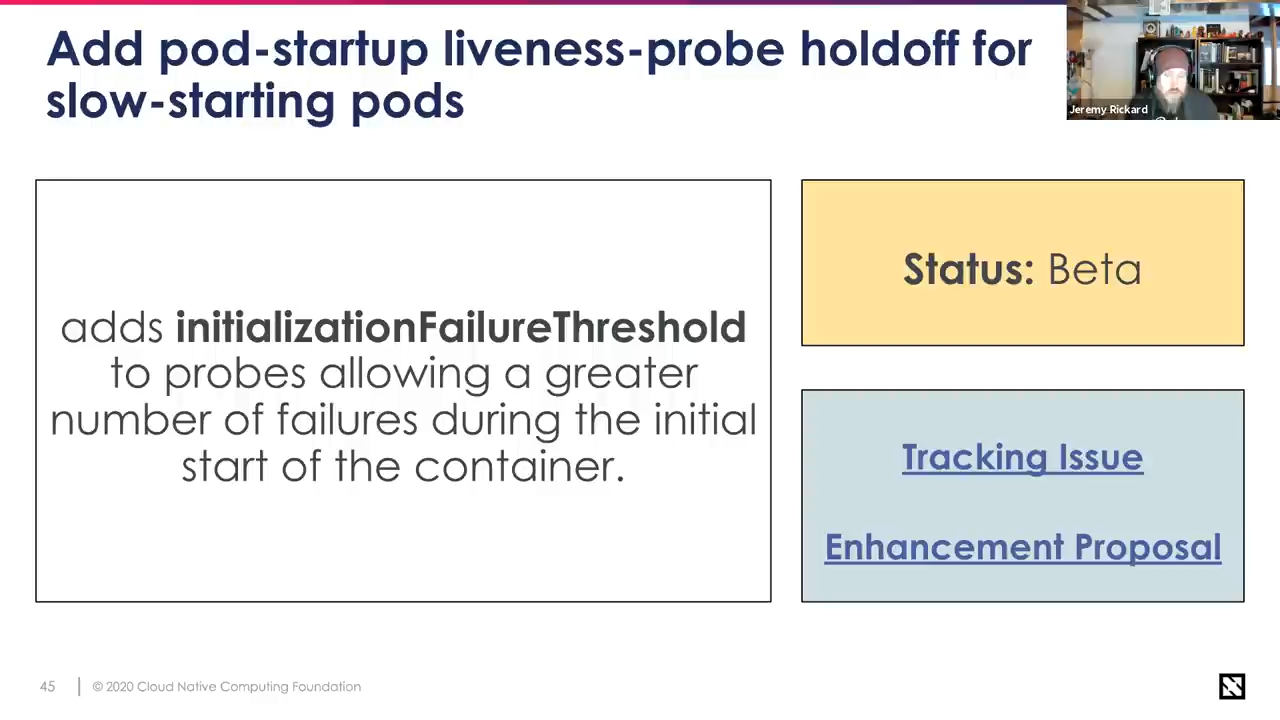 Add pod-startup liveness-probe holdoff for
slow-starting pods
Jeremy Rickard
adds initializationFailureThreshold
to probes allowing a greater
number of failures during the initial
start of the container.
Status: Beta
Tracking Issue
Enhancement Proposal
45
© 2020 Cloud Native Computing Foundation